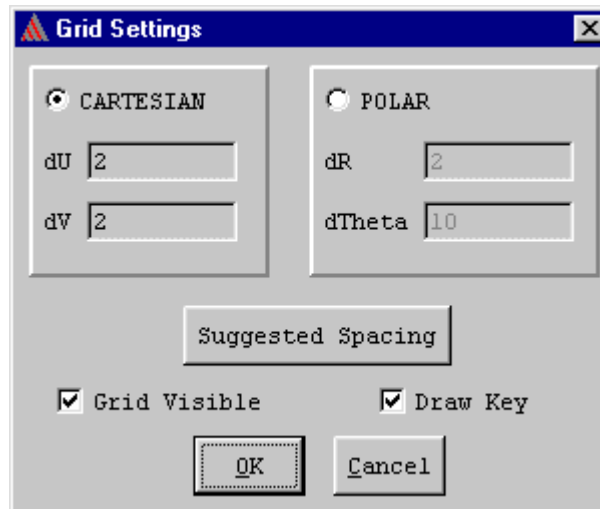 Grid Settings
CARTESIAN
dU 2
dV 2
POLAR
dR 2
dTheta 10
Suggested Spacing
Grid Visible
Draw Key
OK
Cancel